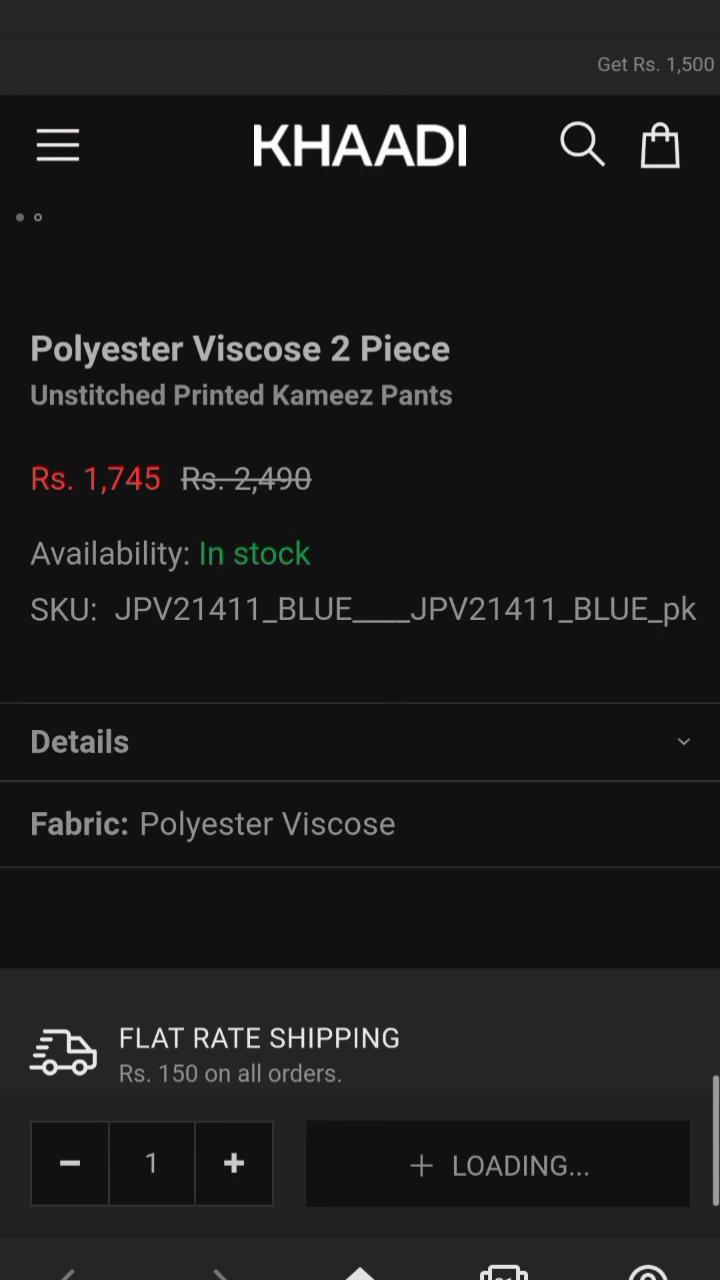 Get Rs. 1,500
KHAADI
Polyester Viscose 2 Piece
Unstitched Printed Kameez Pants
Rs. 1,745 Rs. 2,490
Availability: In stock
SKU: JPV21411_BLUE____JPV21411_BLUE_pk
Details
Fabric: Polyester Viscose
FLAT RATE SHIPPING
Rs. 150 on all orders.
− 1 + + LOADING...